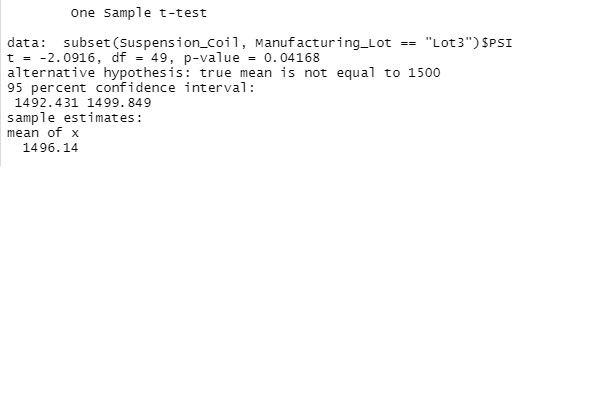 One Sample t-test
data: subset(Suspension_Coil, Manufacturing_Lot == "Lot3")$PSI
t = -2.0916, df = 49, p-value = 0.04168
alternative hypothesis: true mean is not equal to 1500
95 percent confidence interval:
1492.431 1499.849
sample estimates:
mean of x
1496.14